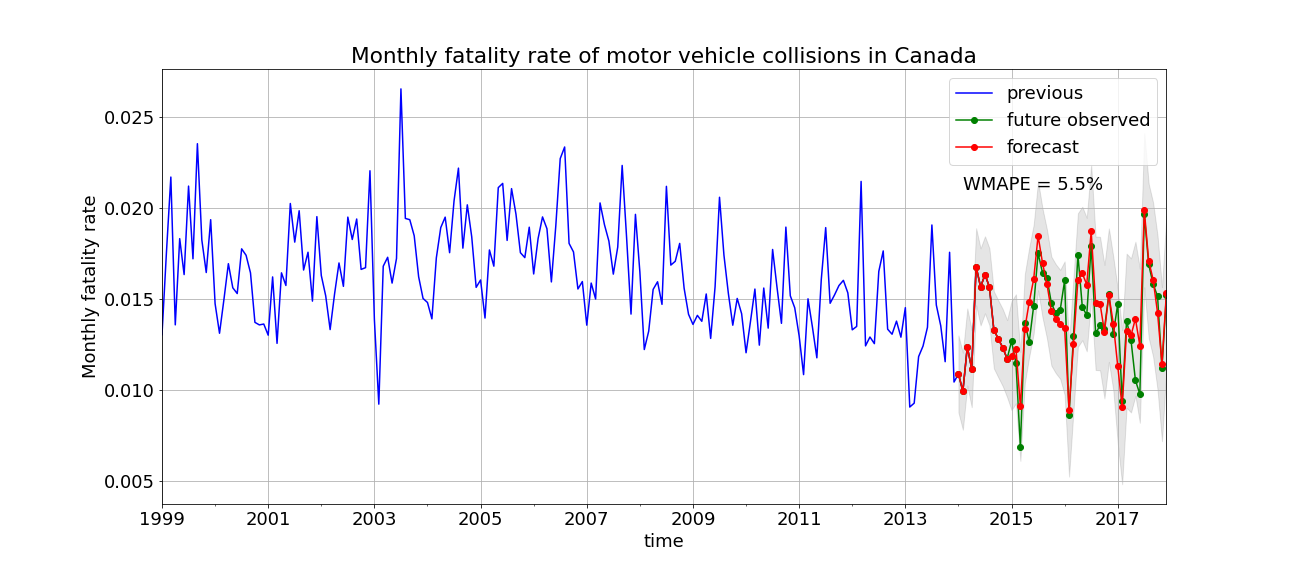 Monthly fatality rate of motor vehicle collisions in Canada
previous
future observed
forecast
WMAPE = 5.5%
Monthly fatality rate
0.025
0.020
0.015
0.010
0.005
1999 2001 2003 2005 2007 2009 2011 2013 2015 2017
time